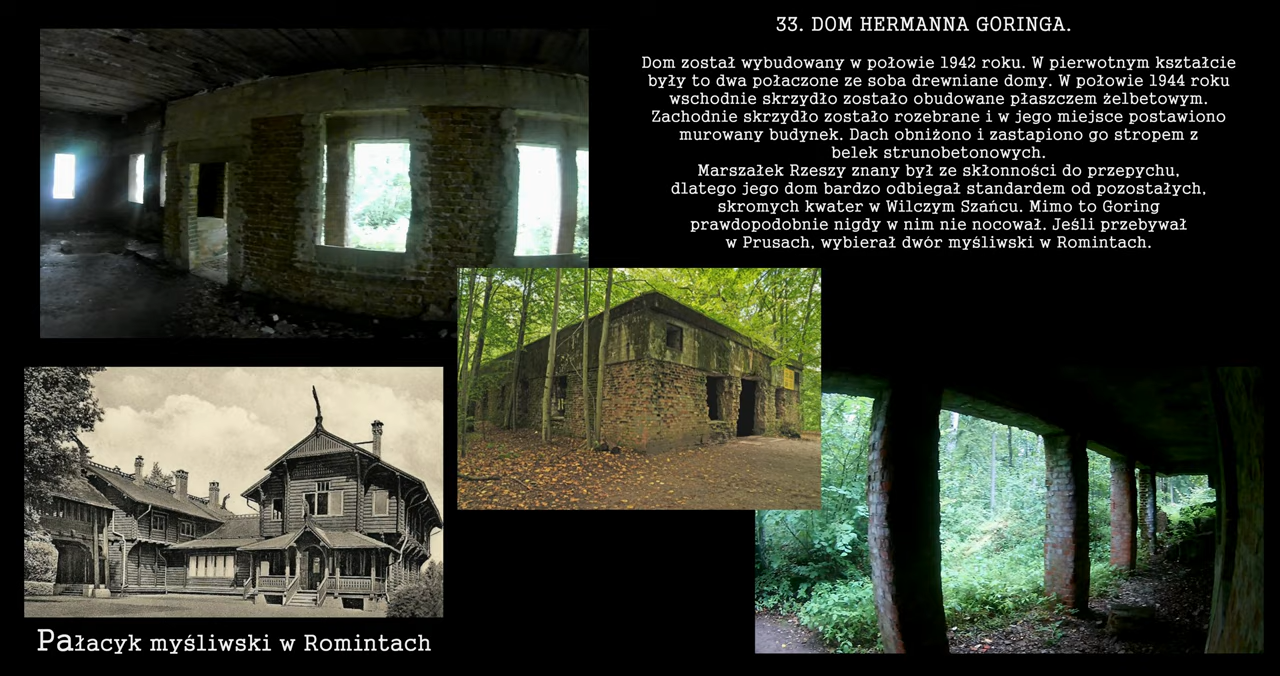 33. DOM HERMANNA GORINGA.
Dom został wybudowany w połowie 1942 roku. W pierwotnym kształcie
były to dwa połaczone ze soba drewniane domy. W połowie 1944 roku
wschodnie skrzydło zostało obudowane płaszczem żelbetowym.
Zachodnie skrzydło zostało rozebrane i w jego miejsce postawiono
murowany budynek. Dach obniżono i zastapiono go stropem z
belek strunobetonowych.
Marszałek Rzeszy znany był ze skłonności do przepychu,
dlatego jego dom bardzo odbiegał standardem od pozostałych,
skromych kwater w Wilczym Szańcu. Mimo to Goring
prawdopodobnie nigdy w nim nie nocował. Jeśli przebywał
w Prusach, wybierał dwór myśliwski w Romintach.
Pałacyk myśliwski w Romintach